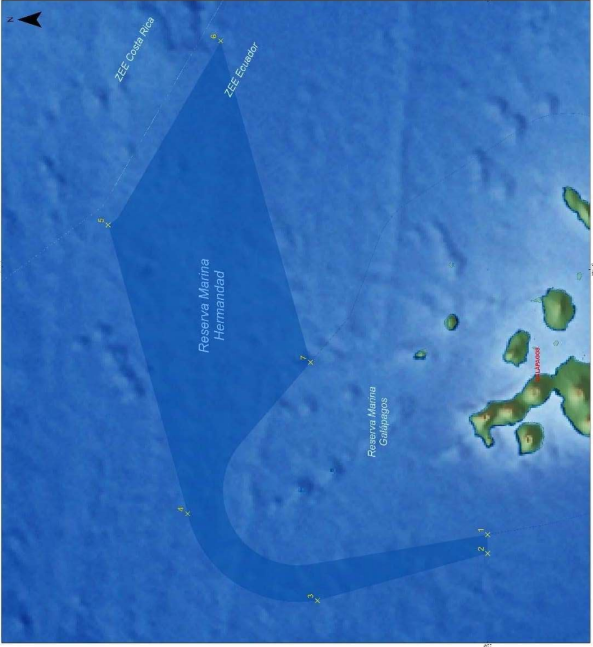 N
ZEE Costa Rica
ZEE Ecuador
6
5
Reserva Marina
Hermandad
7
Reserva Marina
Galápagos
4
3
2
1